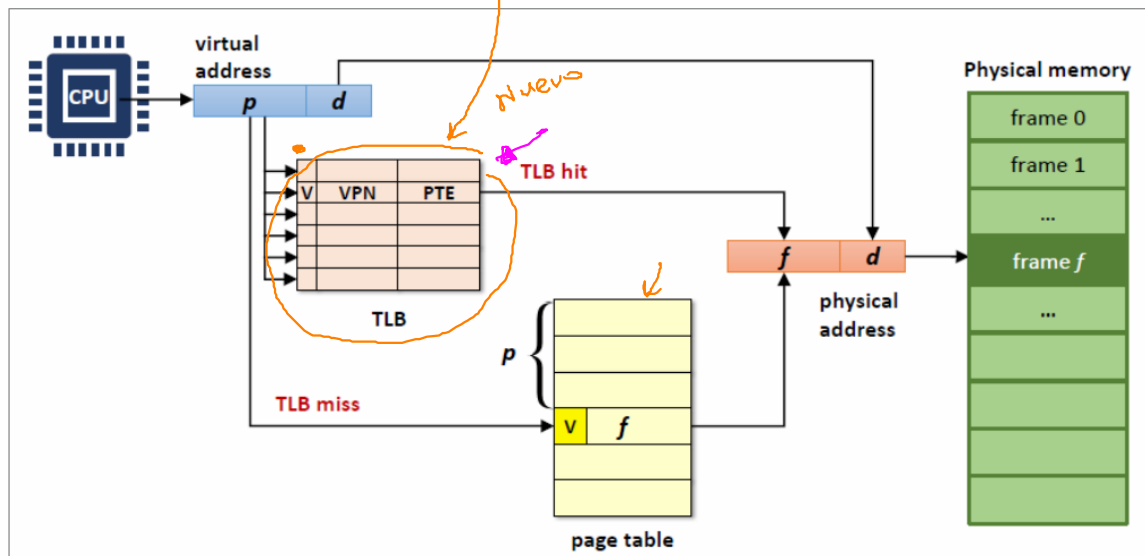 virtual
address
CPU
p
d
Nuevo
Physical memory
frame 0
frame 1
...
frame f
...
TLB hit
V
VPN
PTE
TLB
f
d
physical
address
p
TLB miss
V
f
page table